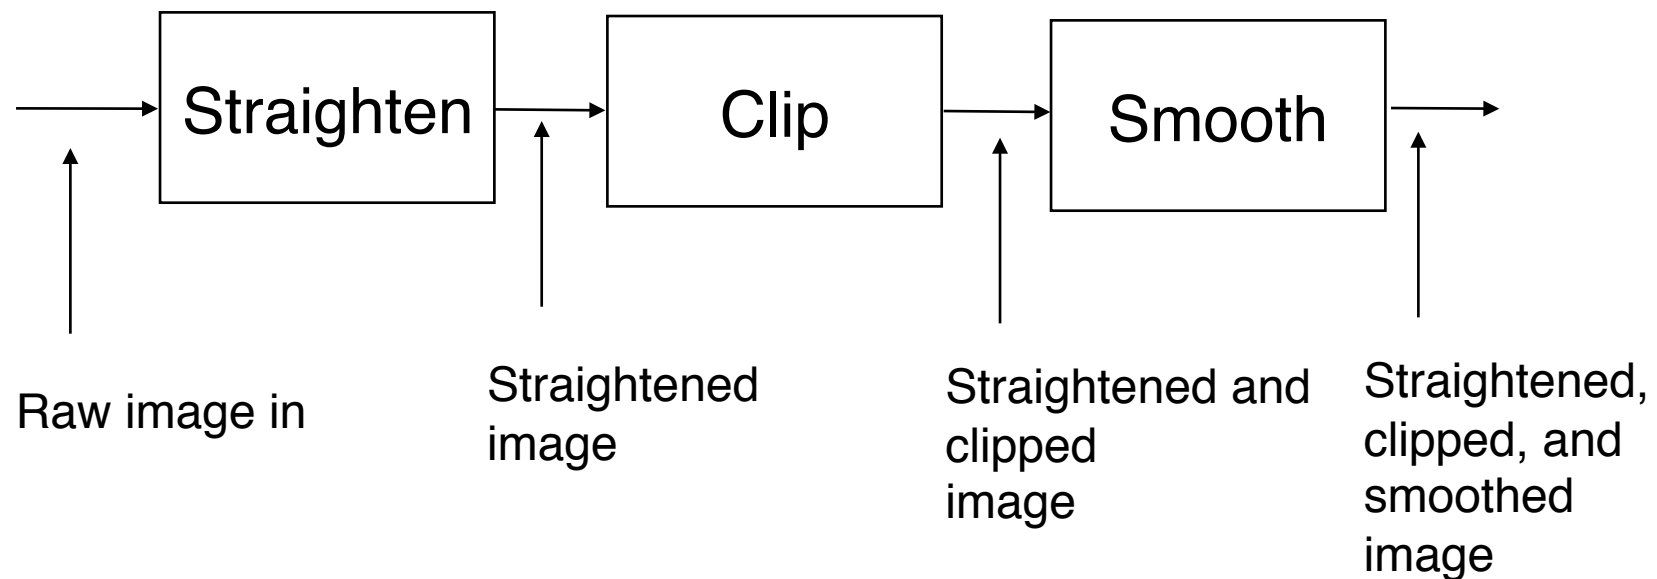 Straighten
Clip
Smooth
Raw image in
Straightened
image
Straightened and
clipped
image
Straightened,
clipped, and
smoothed
image